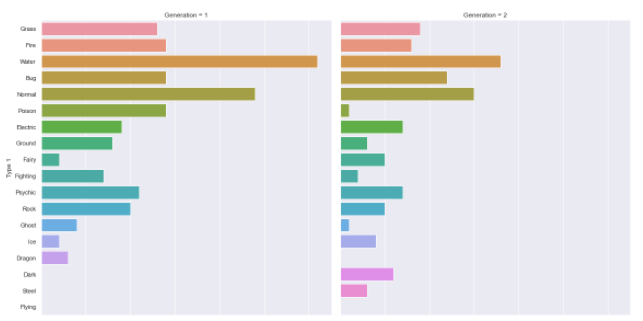 Generation = 1
Generation = 2
Type 1
Grass
Fire
Water
Bug
Normal
Poison
Electric
Ground
Fairy
Fighting
Psychic
Rock
Ghost
Ice
Dragon
Dark
Steel
Flying